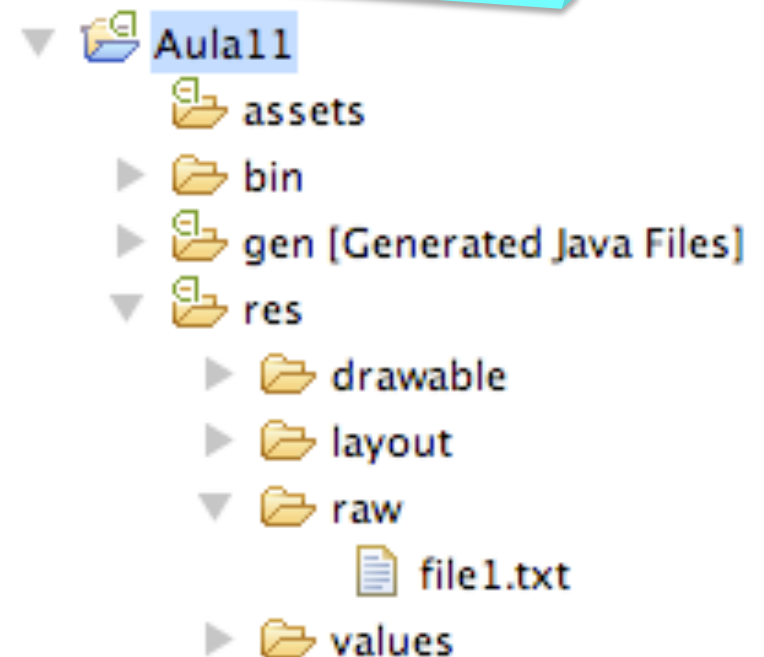 Aula11
assets
bin
gen [Generated Java Files]
res
drawable
layout
raw
file1.txt
values